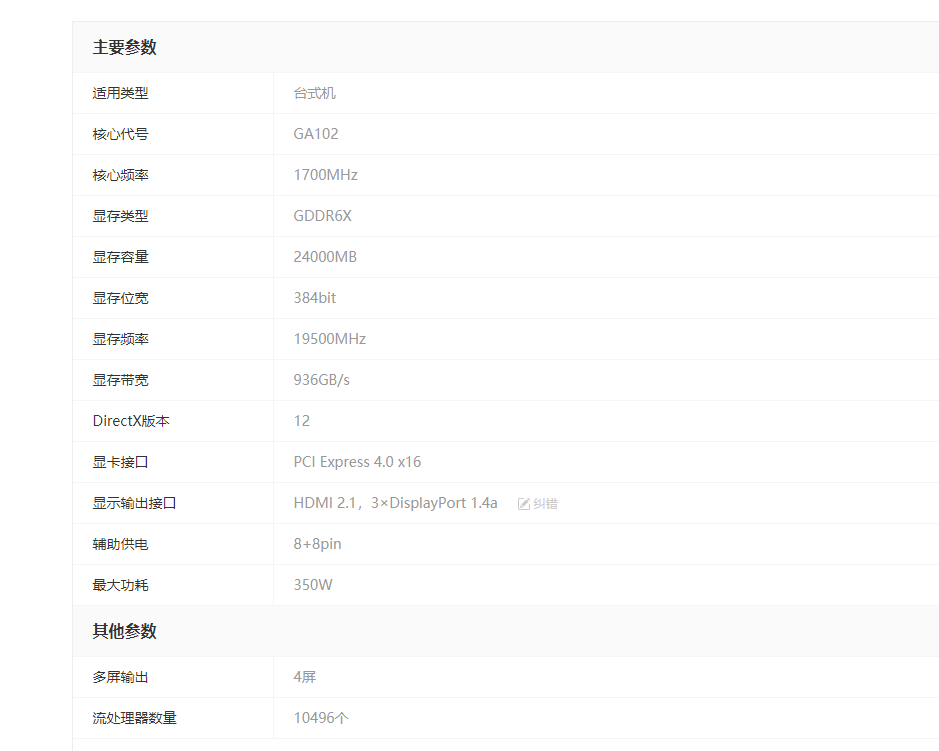 主要参数
适用类型 台式机
核心代号 GA102
核心频率 1700MHz
显存类型 GDDR6X
显存容量 24000MB
显存位宽 384bit
显存频率 19500MHz
显存带宽 936GB/s
DirectX版本 12
显卡接口 PCI Express 4.0 x16
显示输出接口 HDMI 2.1，3×DisplayPort 1.4a 纠错
辅助供电 8+8pin
最大功耗 350W
其他参数
多屏输出 4屏
流处理器数量 10496个